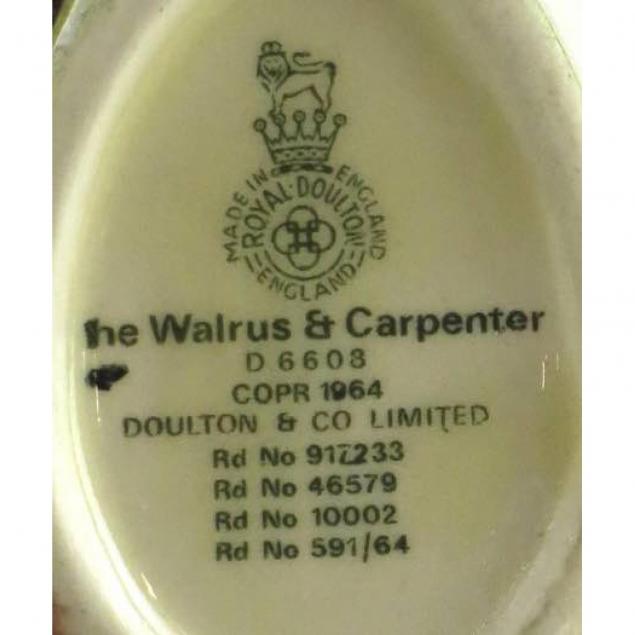 MADE IN ENGLAND
ROYAL DOULTON
ENGLAND
he Walrus & Carpenter
D 6608
COPR 1964
DOULTON & CO LIMITED
Rd No 917233
Rd No 46579
Rd No 10002
Rd No 591/64